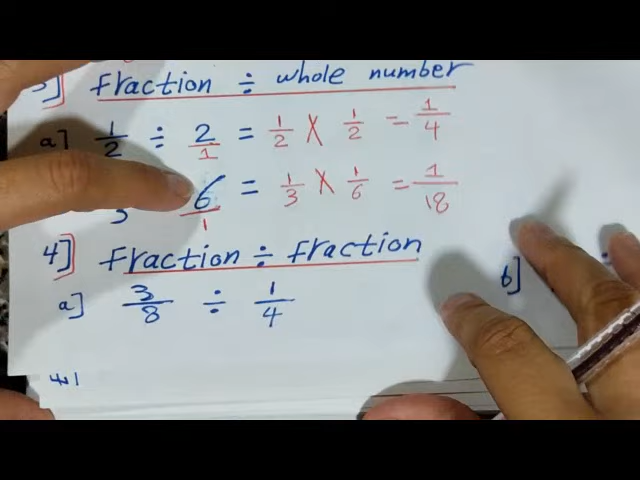 3] Fraction ÷ whole number
a] 1/2 ÷ 2/1 = 1/2 X 1/2 = 1/4
3 6/1 = 1/3 X 1/6 = 1/18
4] Fraction ÷ Fraction
a] 3/8 ÷ 1/4
b] ÷